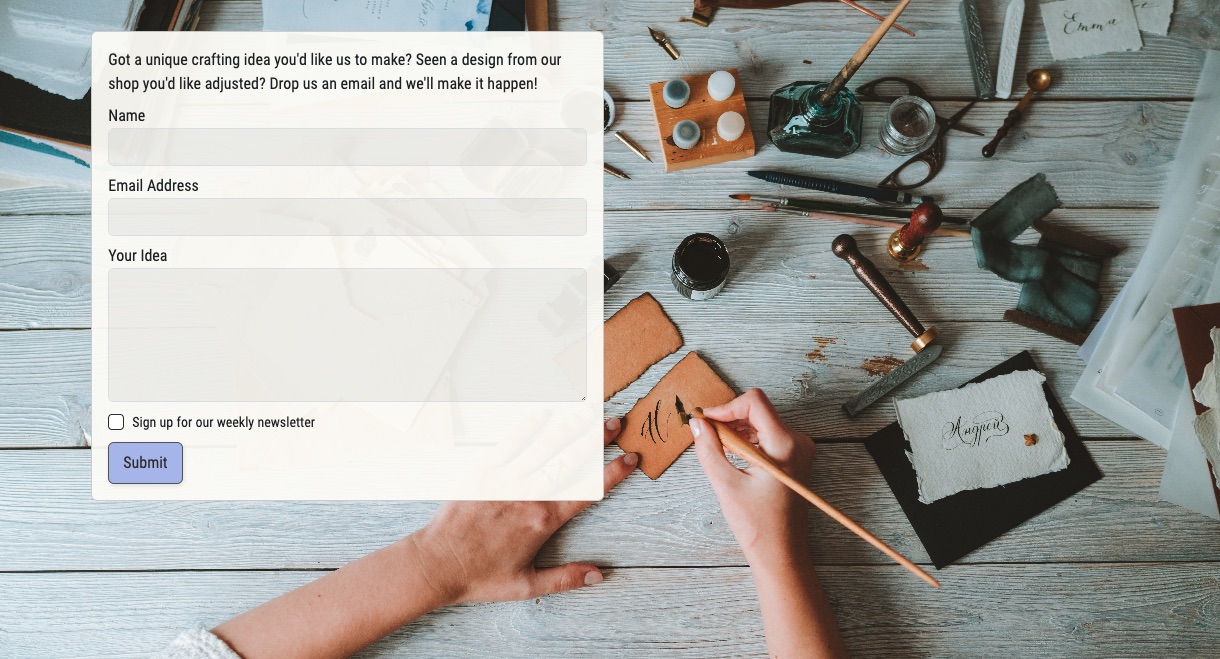 Got a unique crafting idea you'd like us to make? Seen a design from our
shop you'd like adjusted? Drop us an email and we'll make it happen!
Name
Email Address
Your Idea
Sign up for our weekly newsletter
Submit
Emma
Андрей